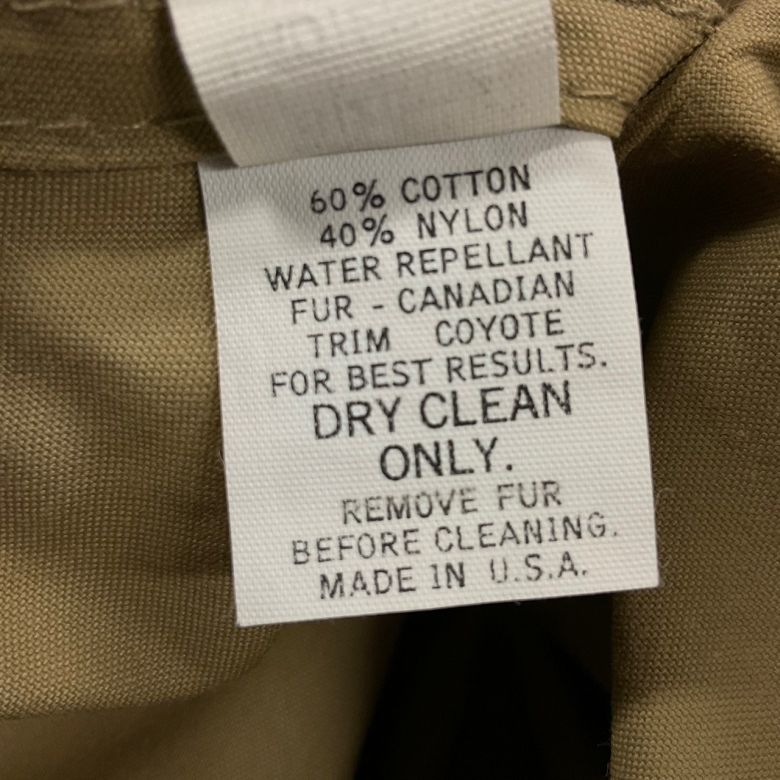 60% COTTON
40% NYLON
WATER REPELLANT
FUR - CANADIAN
TRIM COYOTE
FOR BEST RESULTS.
DRY CLEAN
ONLY.
REMOVE FUR
BEFORE CLEANING.
MADE IN U.S.A.